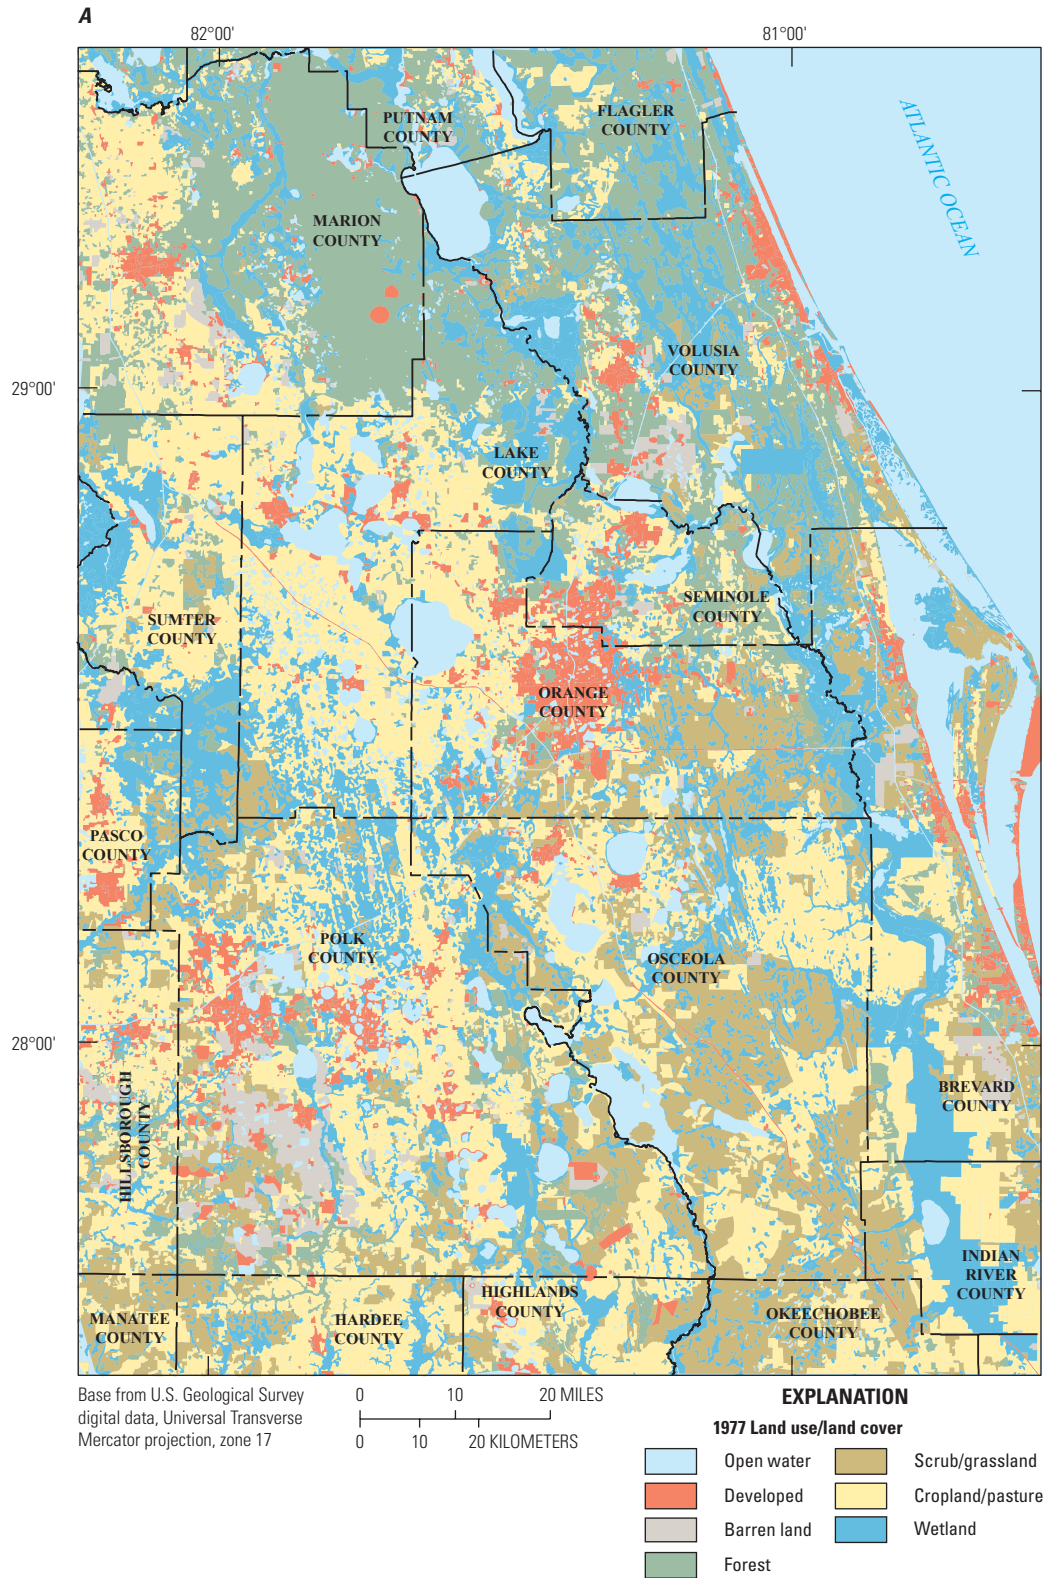 A
82°00'
81°00'
PUTNAM
COUNTY
FLAGLER
COUNTY
ATLANTIC OCEAN
MARION
COUNTY
VOLUSIA
COUNTY
29°00'
LAKE
COUNTY
SEMINOLE
COUNTY
SUMTER
COUNTY
ORANGE
COUNTY
PASCO
COUNTY
POLK
COUNTY
OSCEOLA
COUNTY
28°00'
BREVARD
COUNTY
HILLSBOROUGH
COUNTY
INDIAN
RIVER
COUNTY
HIGHLANDS
COUNTY
MANATEE
COUNTY
HARDEE
COUNTY
OKEECHOBEE
COUNTY
Base from U.S. Geological Survey
digital data, Universal Transverse
Mercator projection, zone 17
0 10 20 MILES
0 10 20 KILOMETERS
EXPLANATION
1977 Land use/land cover
Open water
Developed
Barren land
Forest
Scrub/grassland
Cropland/pasture
Wetland